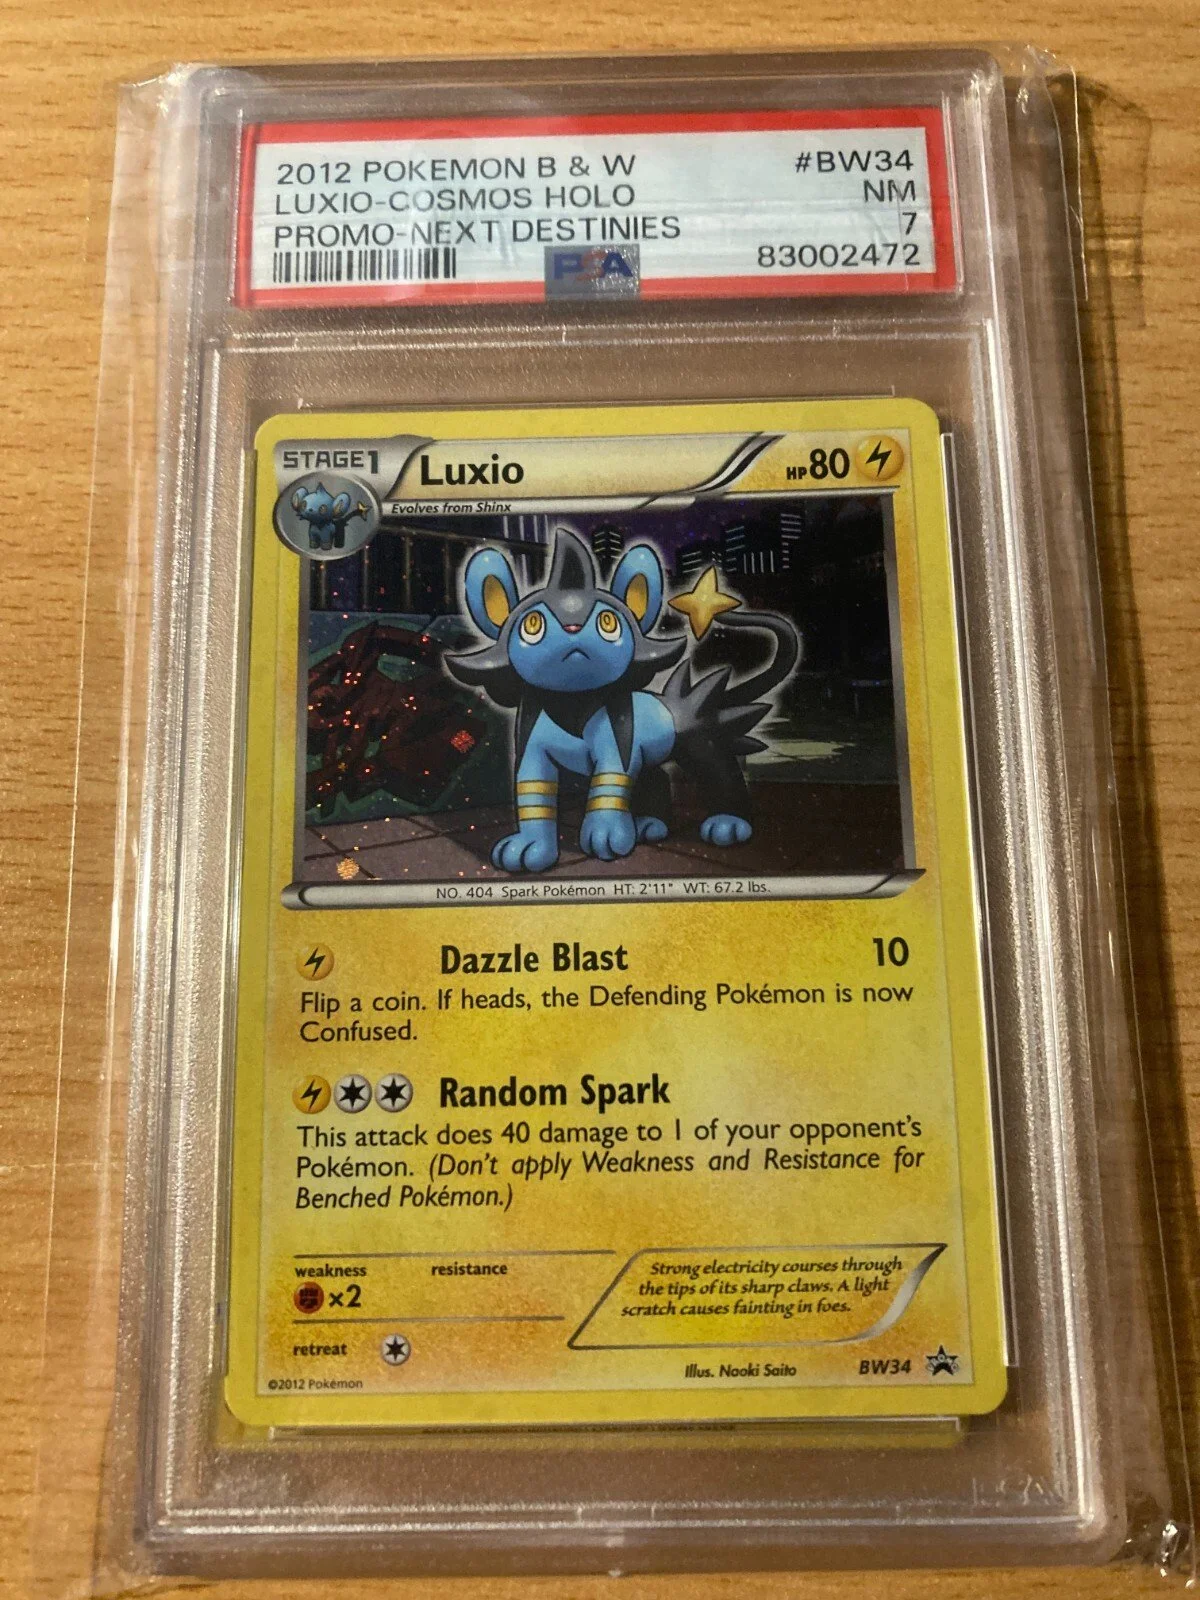 2012 POKEMON B & W #BW34
LUXIO-COSMOS HOLO NM
PROMO-NEXT DESTINIES 7
PSA 83002472
STAGE1 Luxio HP80
Evolves from Shinx
NO. 404 Spark Pokémon HT: 2'11" WT: 67.2 lbs.
Dazzle Blast 10
Flip a coin. If heads, the Defending Pokémon is now
Confused.
Random Spark
This attack does 40 damage to 1 of your opponent's
Pokémon. (Don't apply Weakness and Resistance for
Benched Pokémon.)
weakness resistance
×2
retreat
Strong electricity courses through
the tips of its sharp claws. A light
scratch causes fainting in foes.
Illus. Naoki Saito BW34
©2012 Pokémon